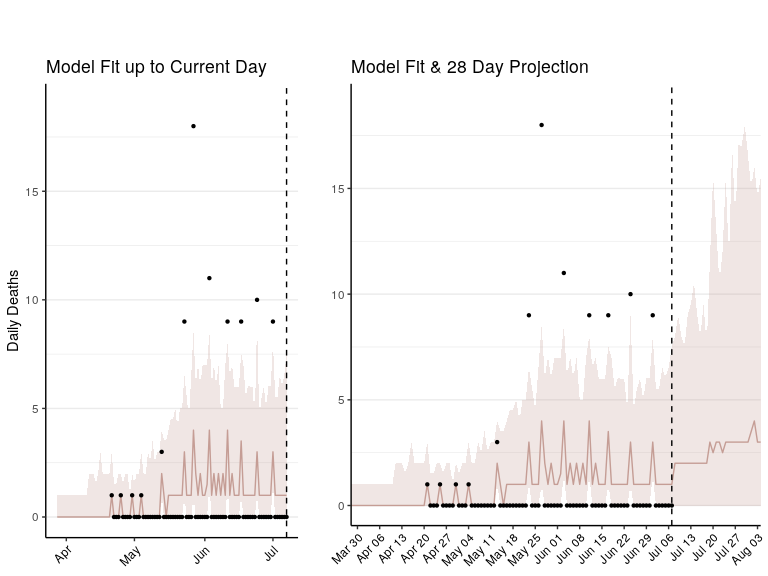 Model Fit up to Current Day
Model Fit & 28 Day Projection
Daily Deaths
15
10
5
0
Apr
May
Jun
Jul
15
10
5
0
Mar 30
Apr 06
Apr 13
Apr 20
Apr 27
May 04
May 11
May 18
May 25
Jun 01
Jun 08
Jun 15
Jun 22
Jun 29
Jul 06
Jul 13
Jul 20
Jul 27
Aug 03